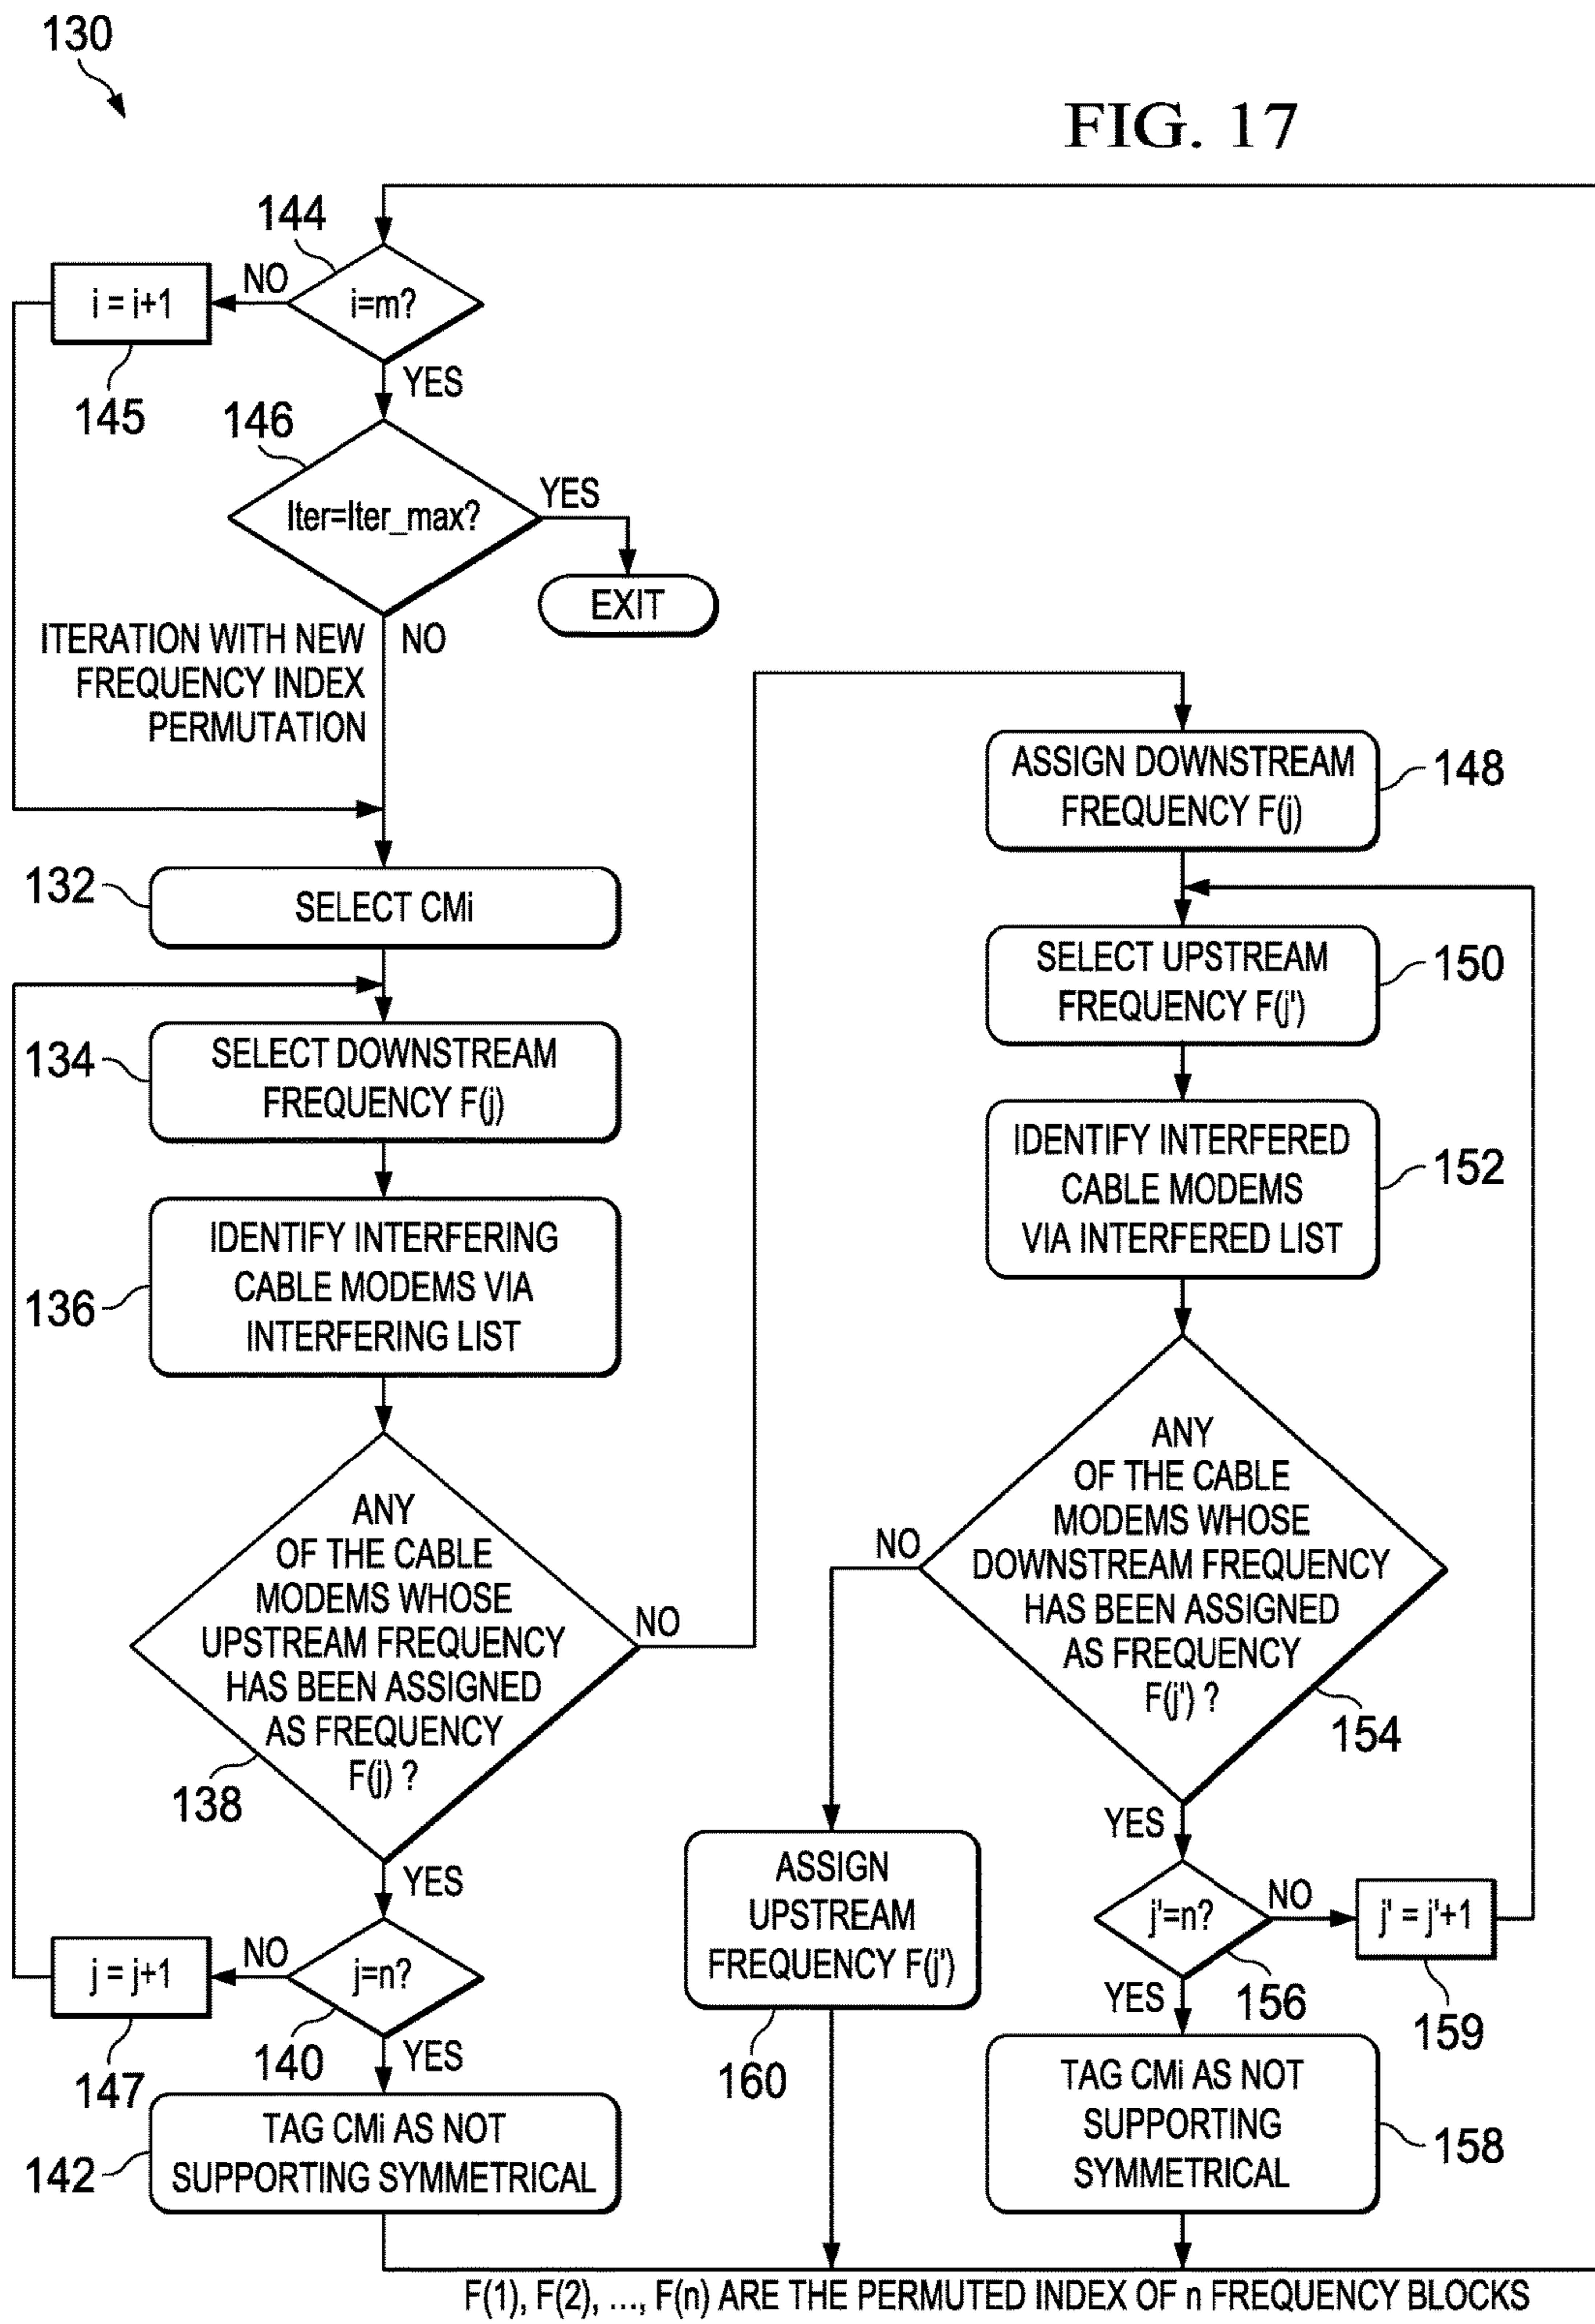 130
FIG. 17
144
NO
i = i+1
i=m?
145
YES
146
Iter=Iter_max?
YES
EXIT
ITERATION WITH NEW
FREQUENCY INDEX
PERMUTATION
NO
132
SELECT CMi
134
SELECT DOWNSTREAM
FREQUENCY F(j)
136
IDENTIFY INTERFERING
CABLE MODEMS VIA
INTERFERING LIST
ANY
OF THE CABLE
MODEMS WHOSE
UPSTREAM FREQUENCY
HAS BEEN ASSIGNED
AS FREQUENCY
F(j) ?
138
NO
YES
j = j+1
NO
j=n?
147
140
YES
142
TAG CMi AS NOT
SUPPORTING SYMMETRICAL
ASSIGN DOWNSTREAM
FREQUENCY F(j)
148
SELECT UPSTREAM
FREQUENCY F(j')
150
IDENTIFY INTERFERED
CABLE MODEMS
VIA INTERFERED LIST
152
ANY
OF THE CABLE
MODEMS WHOSE
DOWNSTREAM FREQUENCY
HAS BEEN ASSIGNED
AS FREQUENCY
F(j') ?
154
NO
YES
ASSIGN
UPSTREAM
FREQUENCY F(j')
160
j'=n?
NO
j' = j'+1
156
159
YES
TAG CMi AS NOT
SUPPORTING
SYMMETRICAL
158
F(1), F(2), ..., F(n) ARE THE PERMUTED INDEX OF n FREQUENCY BLOCKS